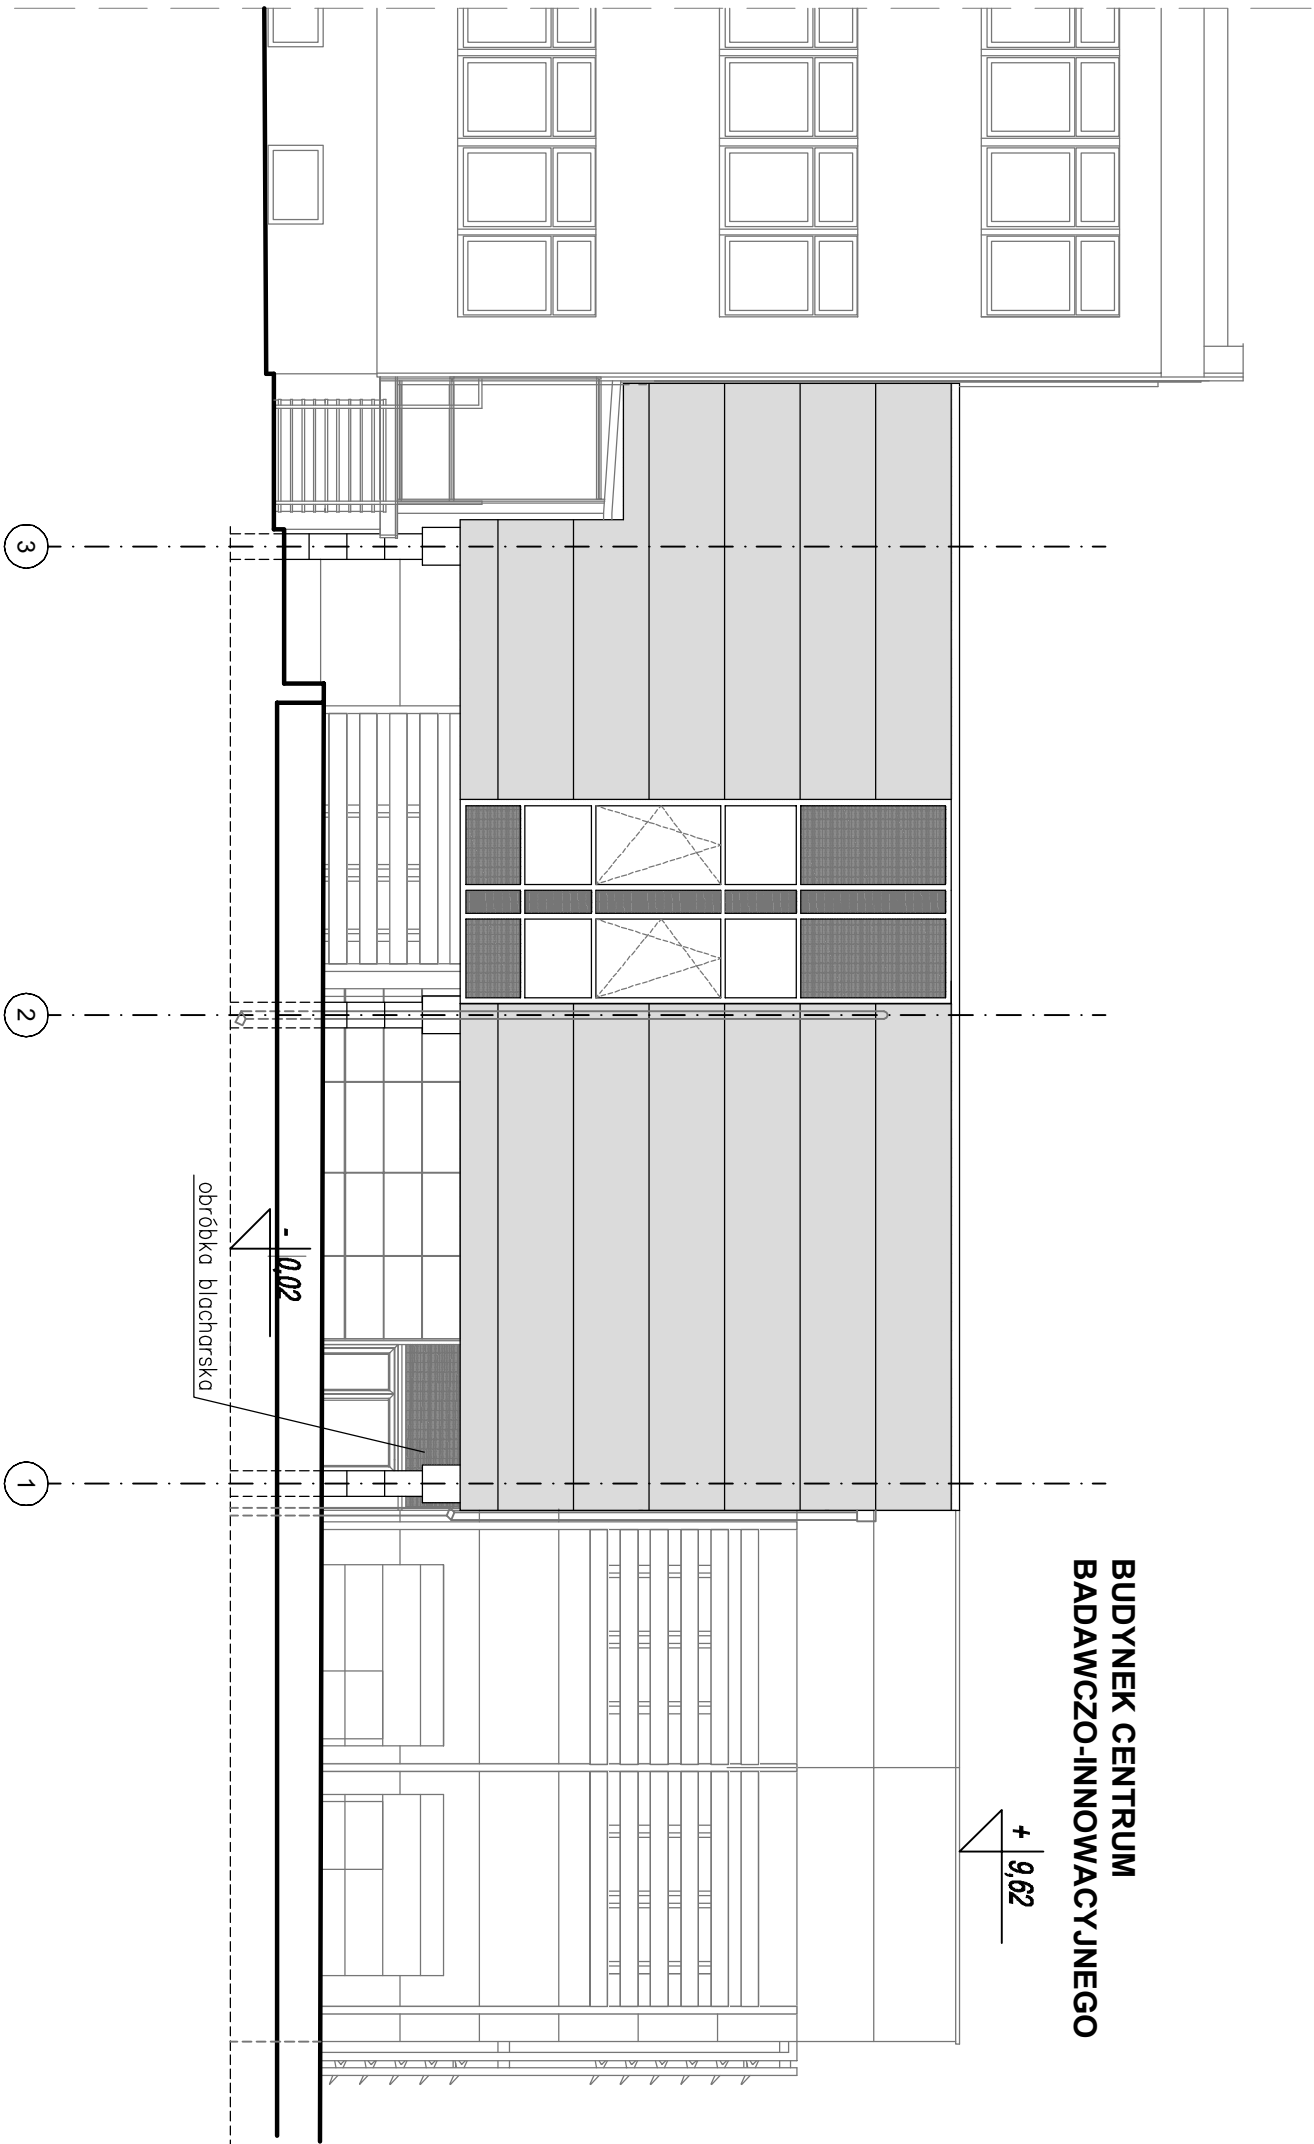 BUDYNEK CENTRUM
BADAWCZO-INNOWACYJNEGO
+ 9,62
- 0,02
obróbka blacharska
3
2
1